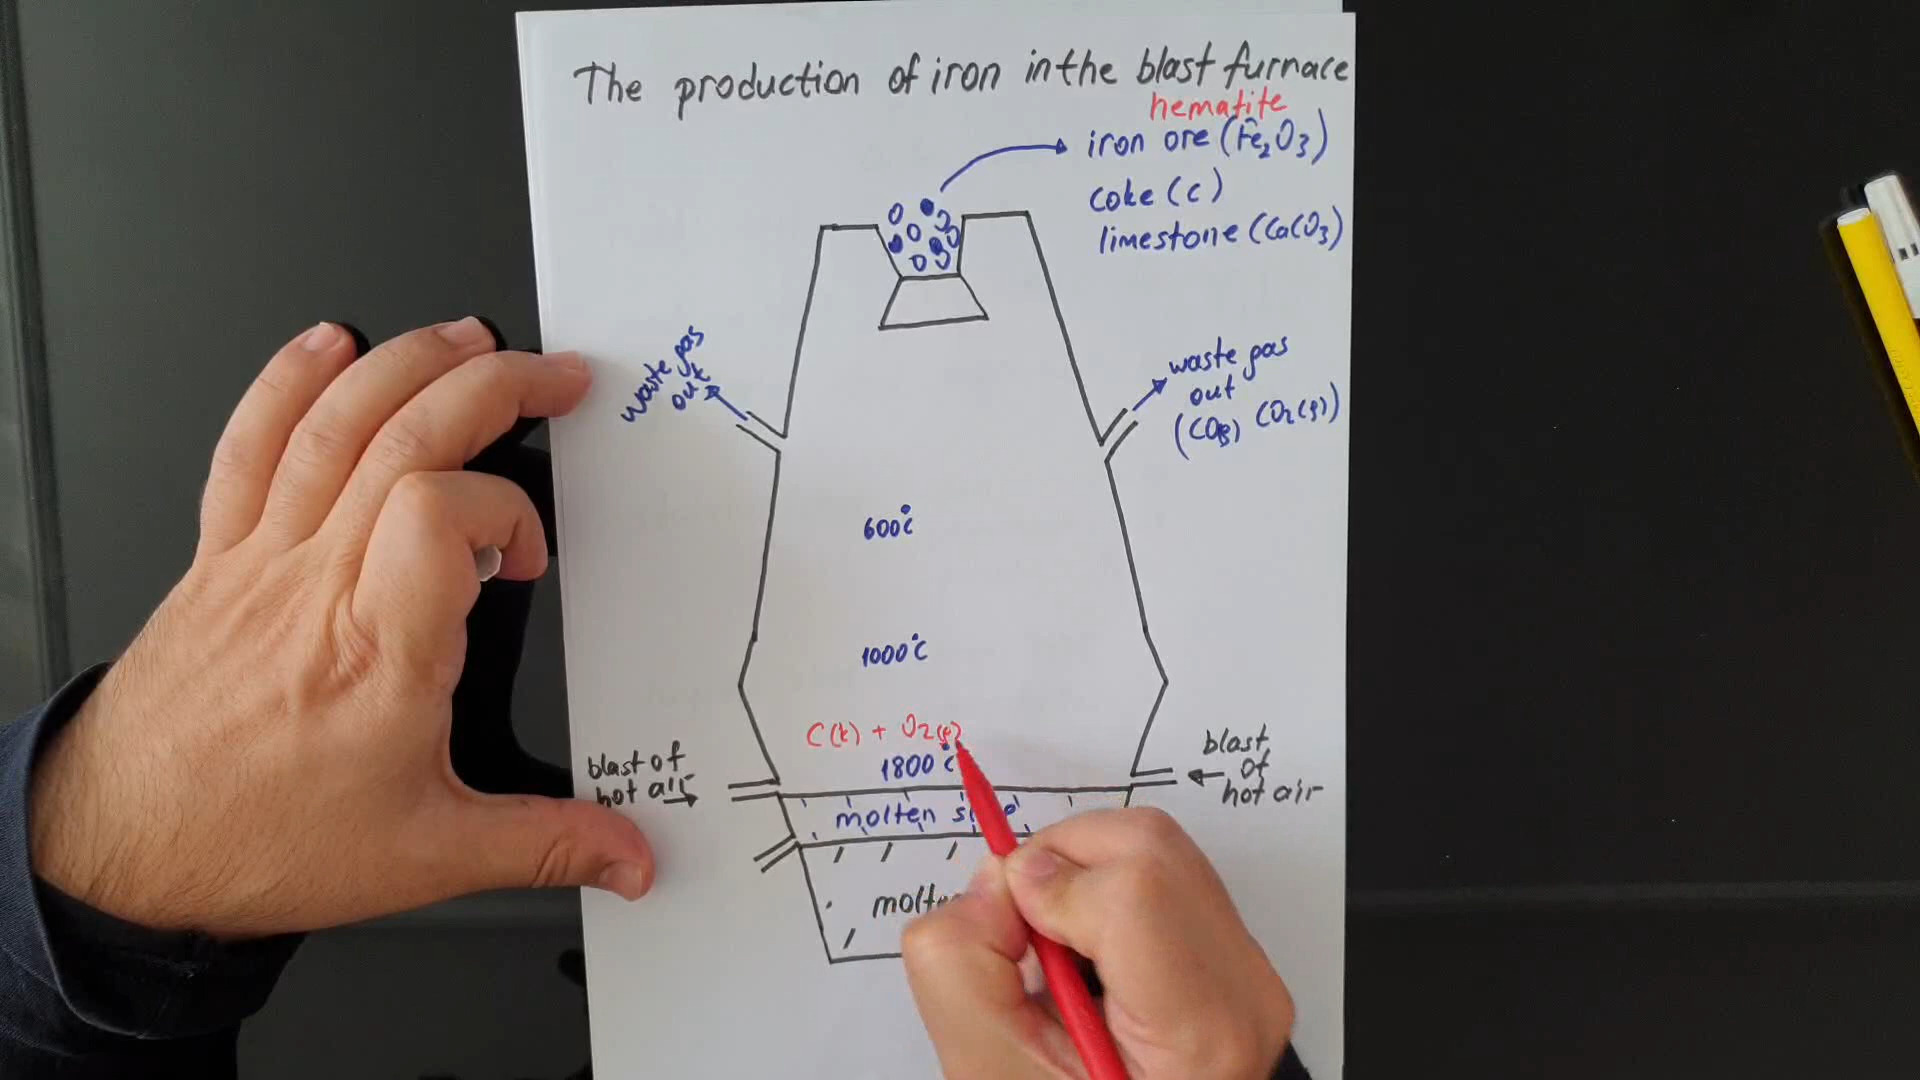 The production of iron in the blast furnace
hematite
iron ore (Fe2O3)
coke (C)
limestone (CaCO3)
waste gas
out
waste gas
out
CO2(g))
600°C
1000°C
C(k) + O2(g)
1800°C
blast of
hot air
blast
of
hot air
molten